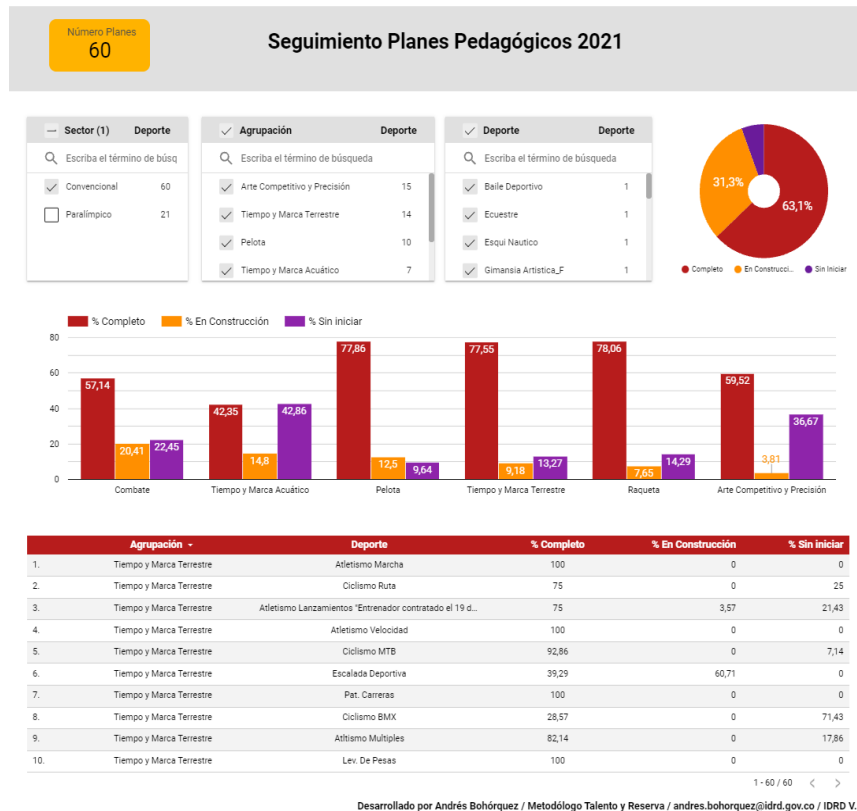 Número Planes
60
Seguimiento Planes Pedagógicos 2021
Sector (1) Deporte
Escriba el término de búsq
Convencional 60
Paralímpico 21
Agrupación Deporte
Escriba el término de búsqueda
Arte Competitivo y Precisión 15
Tiempo y Marca Terrestre 14
Pelota 10
Tiempo y Marca Acuático 7
Deporte Deporte
Escriba el término de búsqueda
Baile Deportivo 1
Ecuestre 1
Esqui Nautico 1
Gimansia Artistica_F 1
31,3%
63,1%
Completo En Construcci... Sin Iniciar
% Completo % En Construcción % Sin iniciar
80
60
40
20
0
57,14 20,41 22,45
42,35 14,8 42,86
77,86 12,5 9,64
77,55 9,18 13,27
78,06 7,65 14,29
59,52 3,81 36,67
Combate Tiempo y Marca Acuático Pelota Tiempo y Marca Terrestre Raqueta Arte Competitivo y Precisión
Agrupación Deporte % Completo % En Construcción % Sin iniciar
1. Tiempo y Marca Terrestre Atletismo Marcha 100 0 0
2. Tiempo y Marca Terrestre Ciclismo Ruta 75 0 25
3. Tiempo y Marca Terrestre Atletismo Lanzamientos "Entrenador contratado el 19 d... 75 3,57 21,43
4. Tiempo y Marca Terrestre Atletismo Velocidad 100 0 0
5. Tiempo y Marca Terrestre Ciclismo MTB 92,86 0 7,14
6. Tiempo y Marca Terrestre Escalada Deportiva 39,29 60,71 0
7. Tiempo y Marca Terrestre Pat. Carreras 100 0 0
8. Tiempo y Marca Terrestre Ciclismo BMX 28,57 0 71,43
9. Tiempo y Marca Terrestre Atltismo Multiples 82,14 0 17,86
10. Tiempo y Marca Terrestre Lev. De Pesas 100 0 0
1 - 60 / 60 < >
Desarrollado por Andrés Bohórquez / Metodólogo Talento y Reserva / andres.bohorquez@idrd.gov.co / IDRD V.